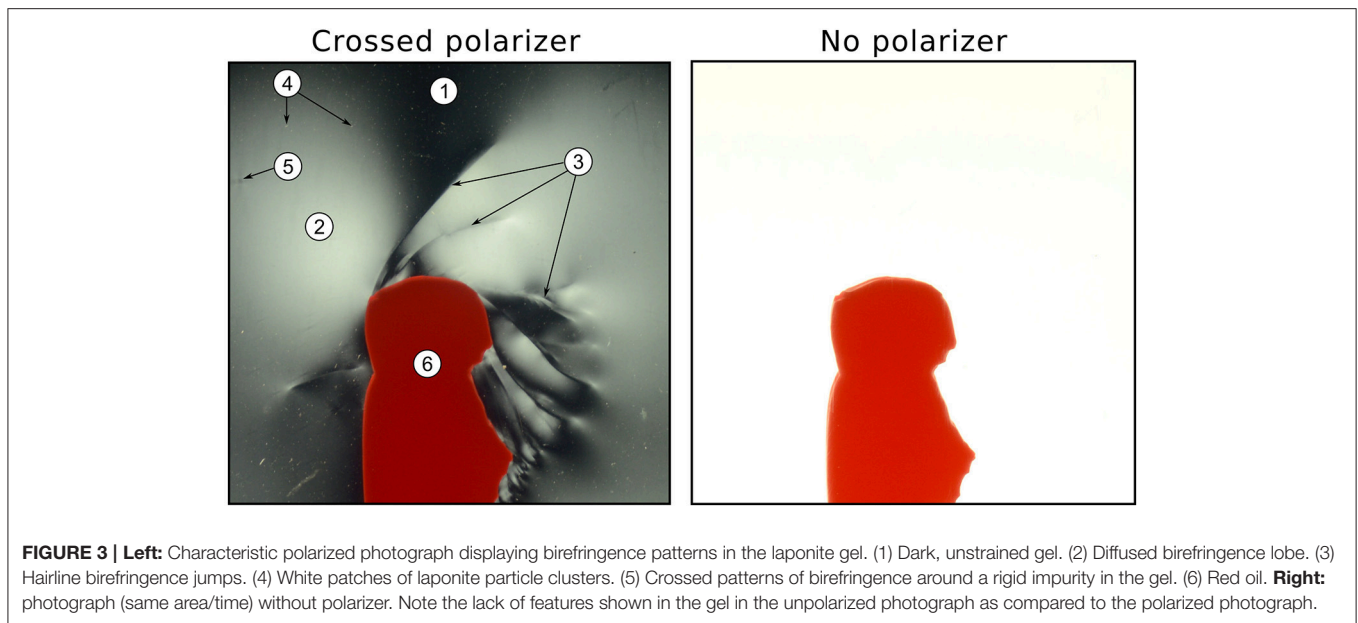 Crossed polarizer
No polarizer
4
1
3
5
2
6
FIGURE 3 | Left: Characteristic polarized photograph displaying birefringence patterns in the laponite gel. (1) Dark, unstrained gel. (2) Diffused birefringence lobe. (3)
Hairline birefringence jumps. (4) White patches of laponite particle clusters. (5) Crossed patterns of birefringence around a rigid impurity in the gel. (6) Red oil. Right:
photograph (same area/time) without polarizer. Note the lack of features shown in the gel in the unpolarized photograph as compared to the polarized photograph.